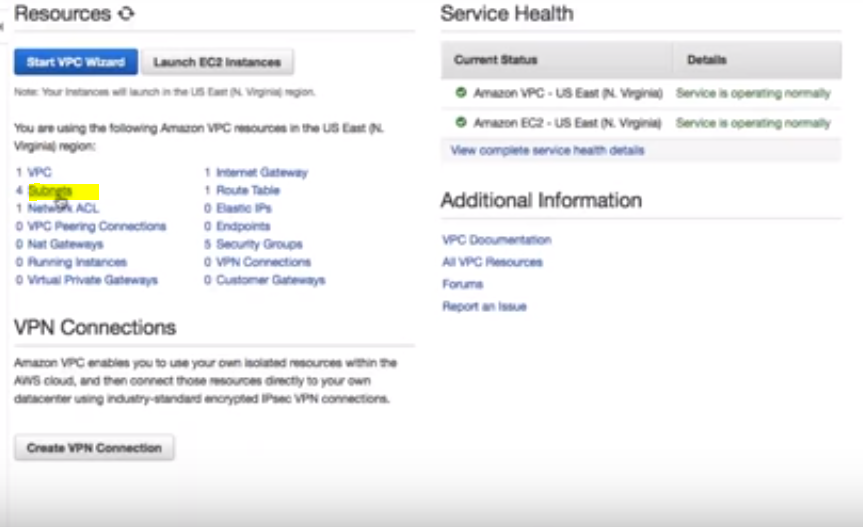 Resources
Start VPC Wizard
Launch EC2 Instances
Note: Your Instances will launch in the US East (N. Virginia) region.
You are using the following Amazon VPC resources in the US East (N.
Virginia) region:
1 VPC
1 Internet Gateway
4 Subnets
1 Route Table
1 Network ACL
0 Elastic IPs
0 VPC Peering Connections
0 Endpoints
0 Nat Gateways
5 Security Groups
0 Running Instances
0 VPN Connections
0 Virtual Private Gateways
0 Customer Gateways
VPN Connections
Amazon VPC enables you to use your own isolated resources within the
AWS cloud, and then connect those resources directly to your own
datacenter using industry-standard encrypted IPsec VPN connections.
Create VPN Connection
Service Health
Current Status
Details
Amazon VPC - US East (N. Virginia)
Service is operating normally
Amazon EC2 - US East (N. Virginia)
Service is operating normally
View complete service health details
Additional Information
VPC Documentation
All VPC Resources
Forums
Report an Issue